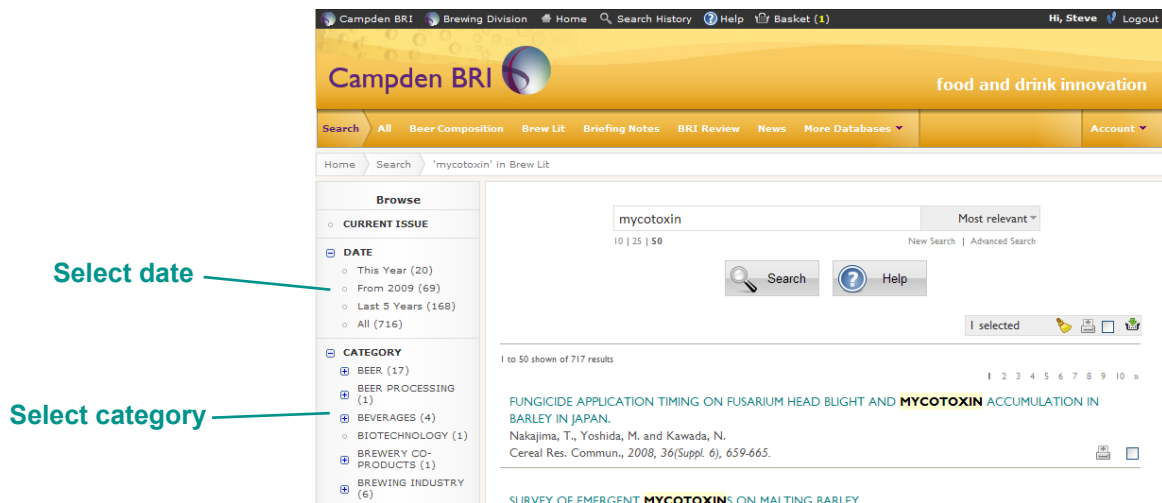 Campden BRI Brewing Division Home Search History Help Basket (1) Hi, Steve Logout
Campden BRI
food and drink innovation
Search All Beer Composition Brew Lit Briefing Notes BRI Review News More Databases Account
Home Search 'mycotoxin' in Brew Lit
Browse
CURRENT ISSUE
DATE
This Year (20)
From 2009 (69)
Last 5 Years (168)
All (716)
CATEGORY
BEER (17)
BEER PROCESSING
(1)
BEVERAGES (4)
BIOTECHNOLOGY (1)
BREWERY CO-
PRODUCTS (1)
BREWING INDUSTRY
(6)
Select date
Select category
mycotoxin Most relevant
10 | 25 | 50 New Search | Advanced Search
Search Help
1 selected
1 to 50 shown of 717 results
1 2 3 4 5 6 7 8 9 10 »
FUNGICIDE APPLICATION TIMING ON FUSARIUM HEAD BLIGHT AND MYCOTOXIN ACCUMULATION IN
BARLEY IN JAPAN.
Nakajima, T., Yoshida, M. and Kawada, N.
Cereal Res. Commun., 2008, 36(Suppl. 6), 659-665.
SURVEY OF EMERGENT MYCOTOXINS ON MALTING BARLEY